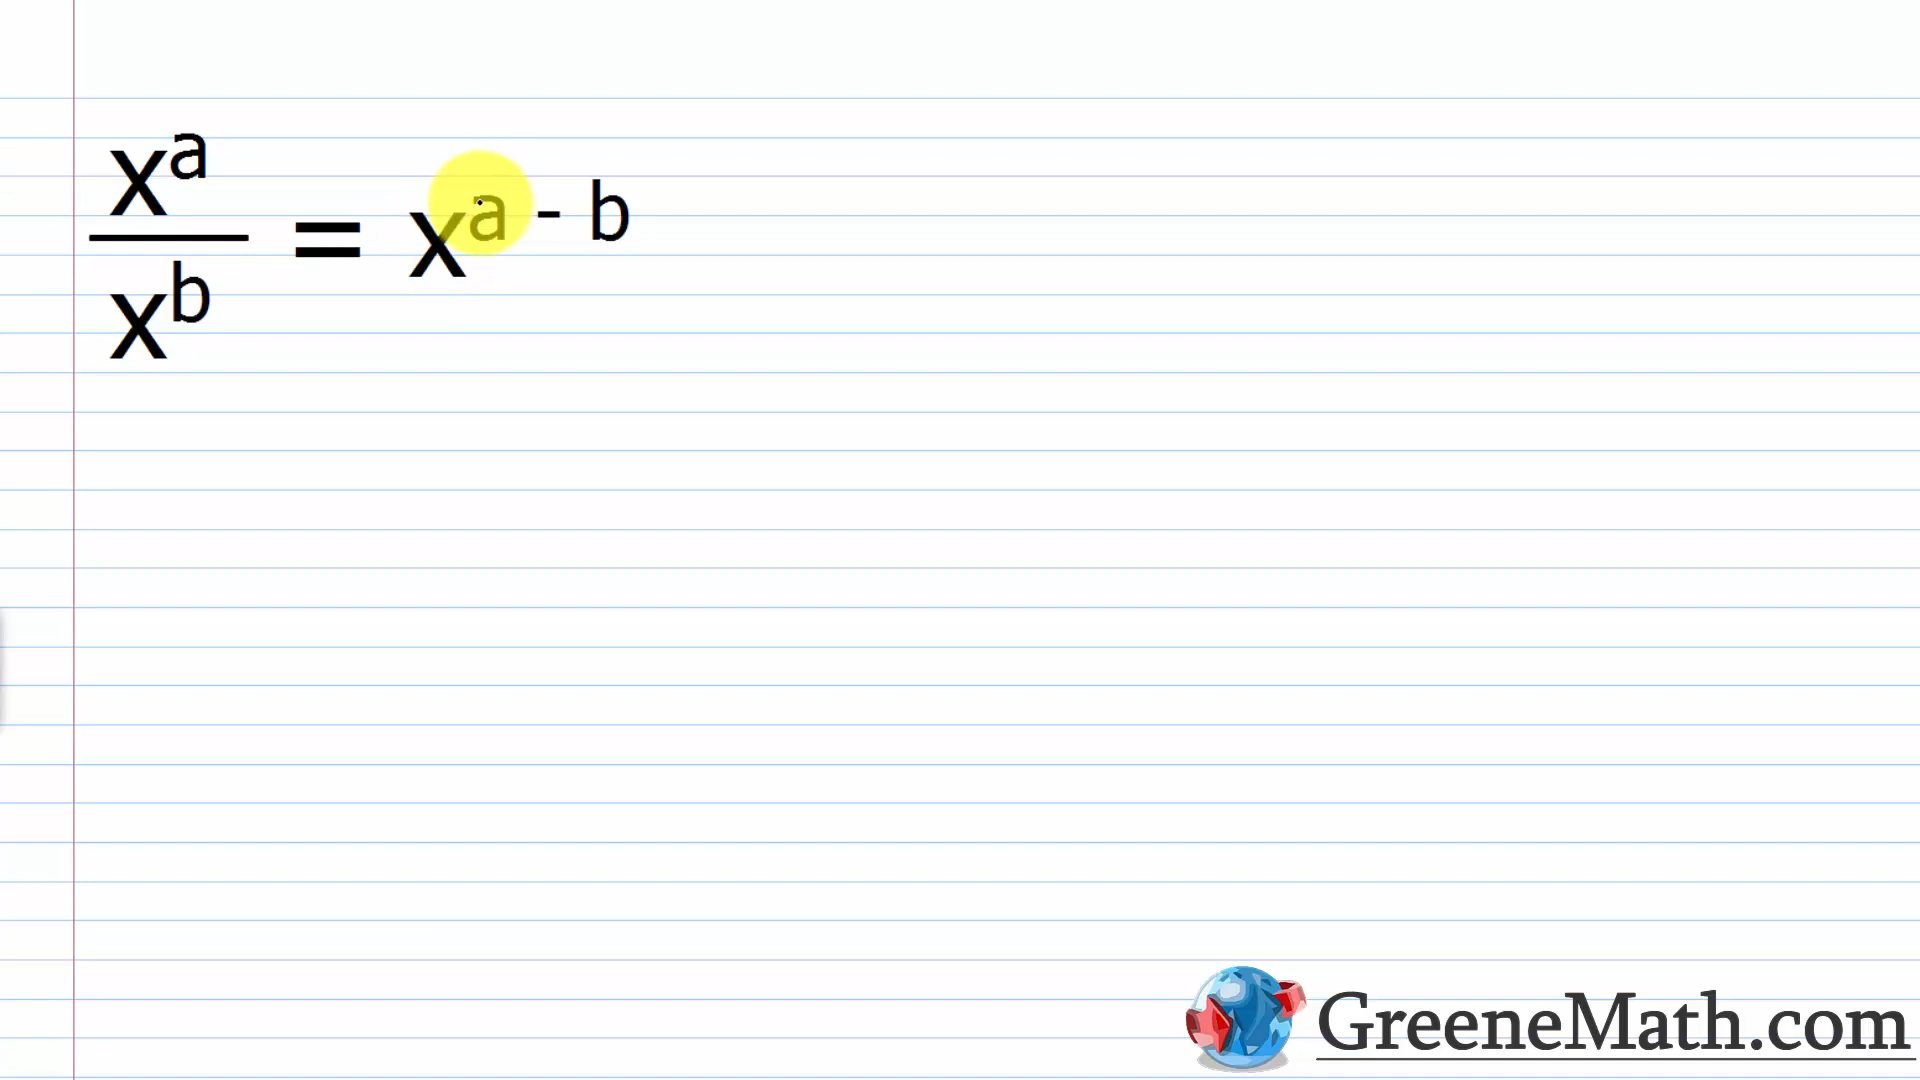 x^a / x^b = x^(a - b)
GreeneMath.com